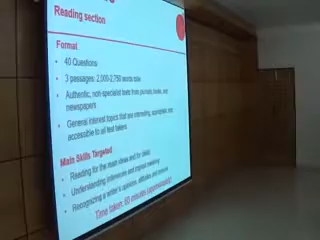 Reading section
Format
• 40 Questions
• 3 passages: 2,000-2,750 words total
• Authentic, non-specialist texts from journals, books, and
newspapers
• General interest topics that are interesting, appropriate, and
accessible to all test takers.
Main Skills Targeted
• Reading for the main ideas and for details
• Understanding inferences and implied meaning
• Recognizing a writer's opinions, attitudes and
Time taken: 60 minutes